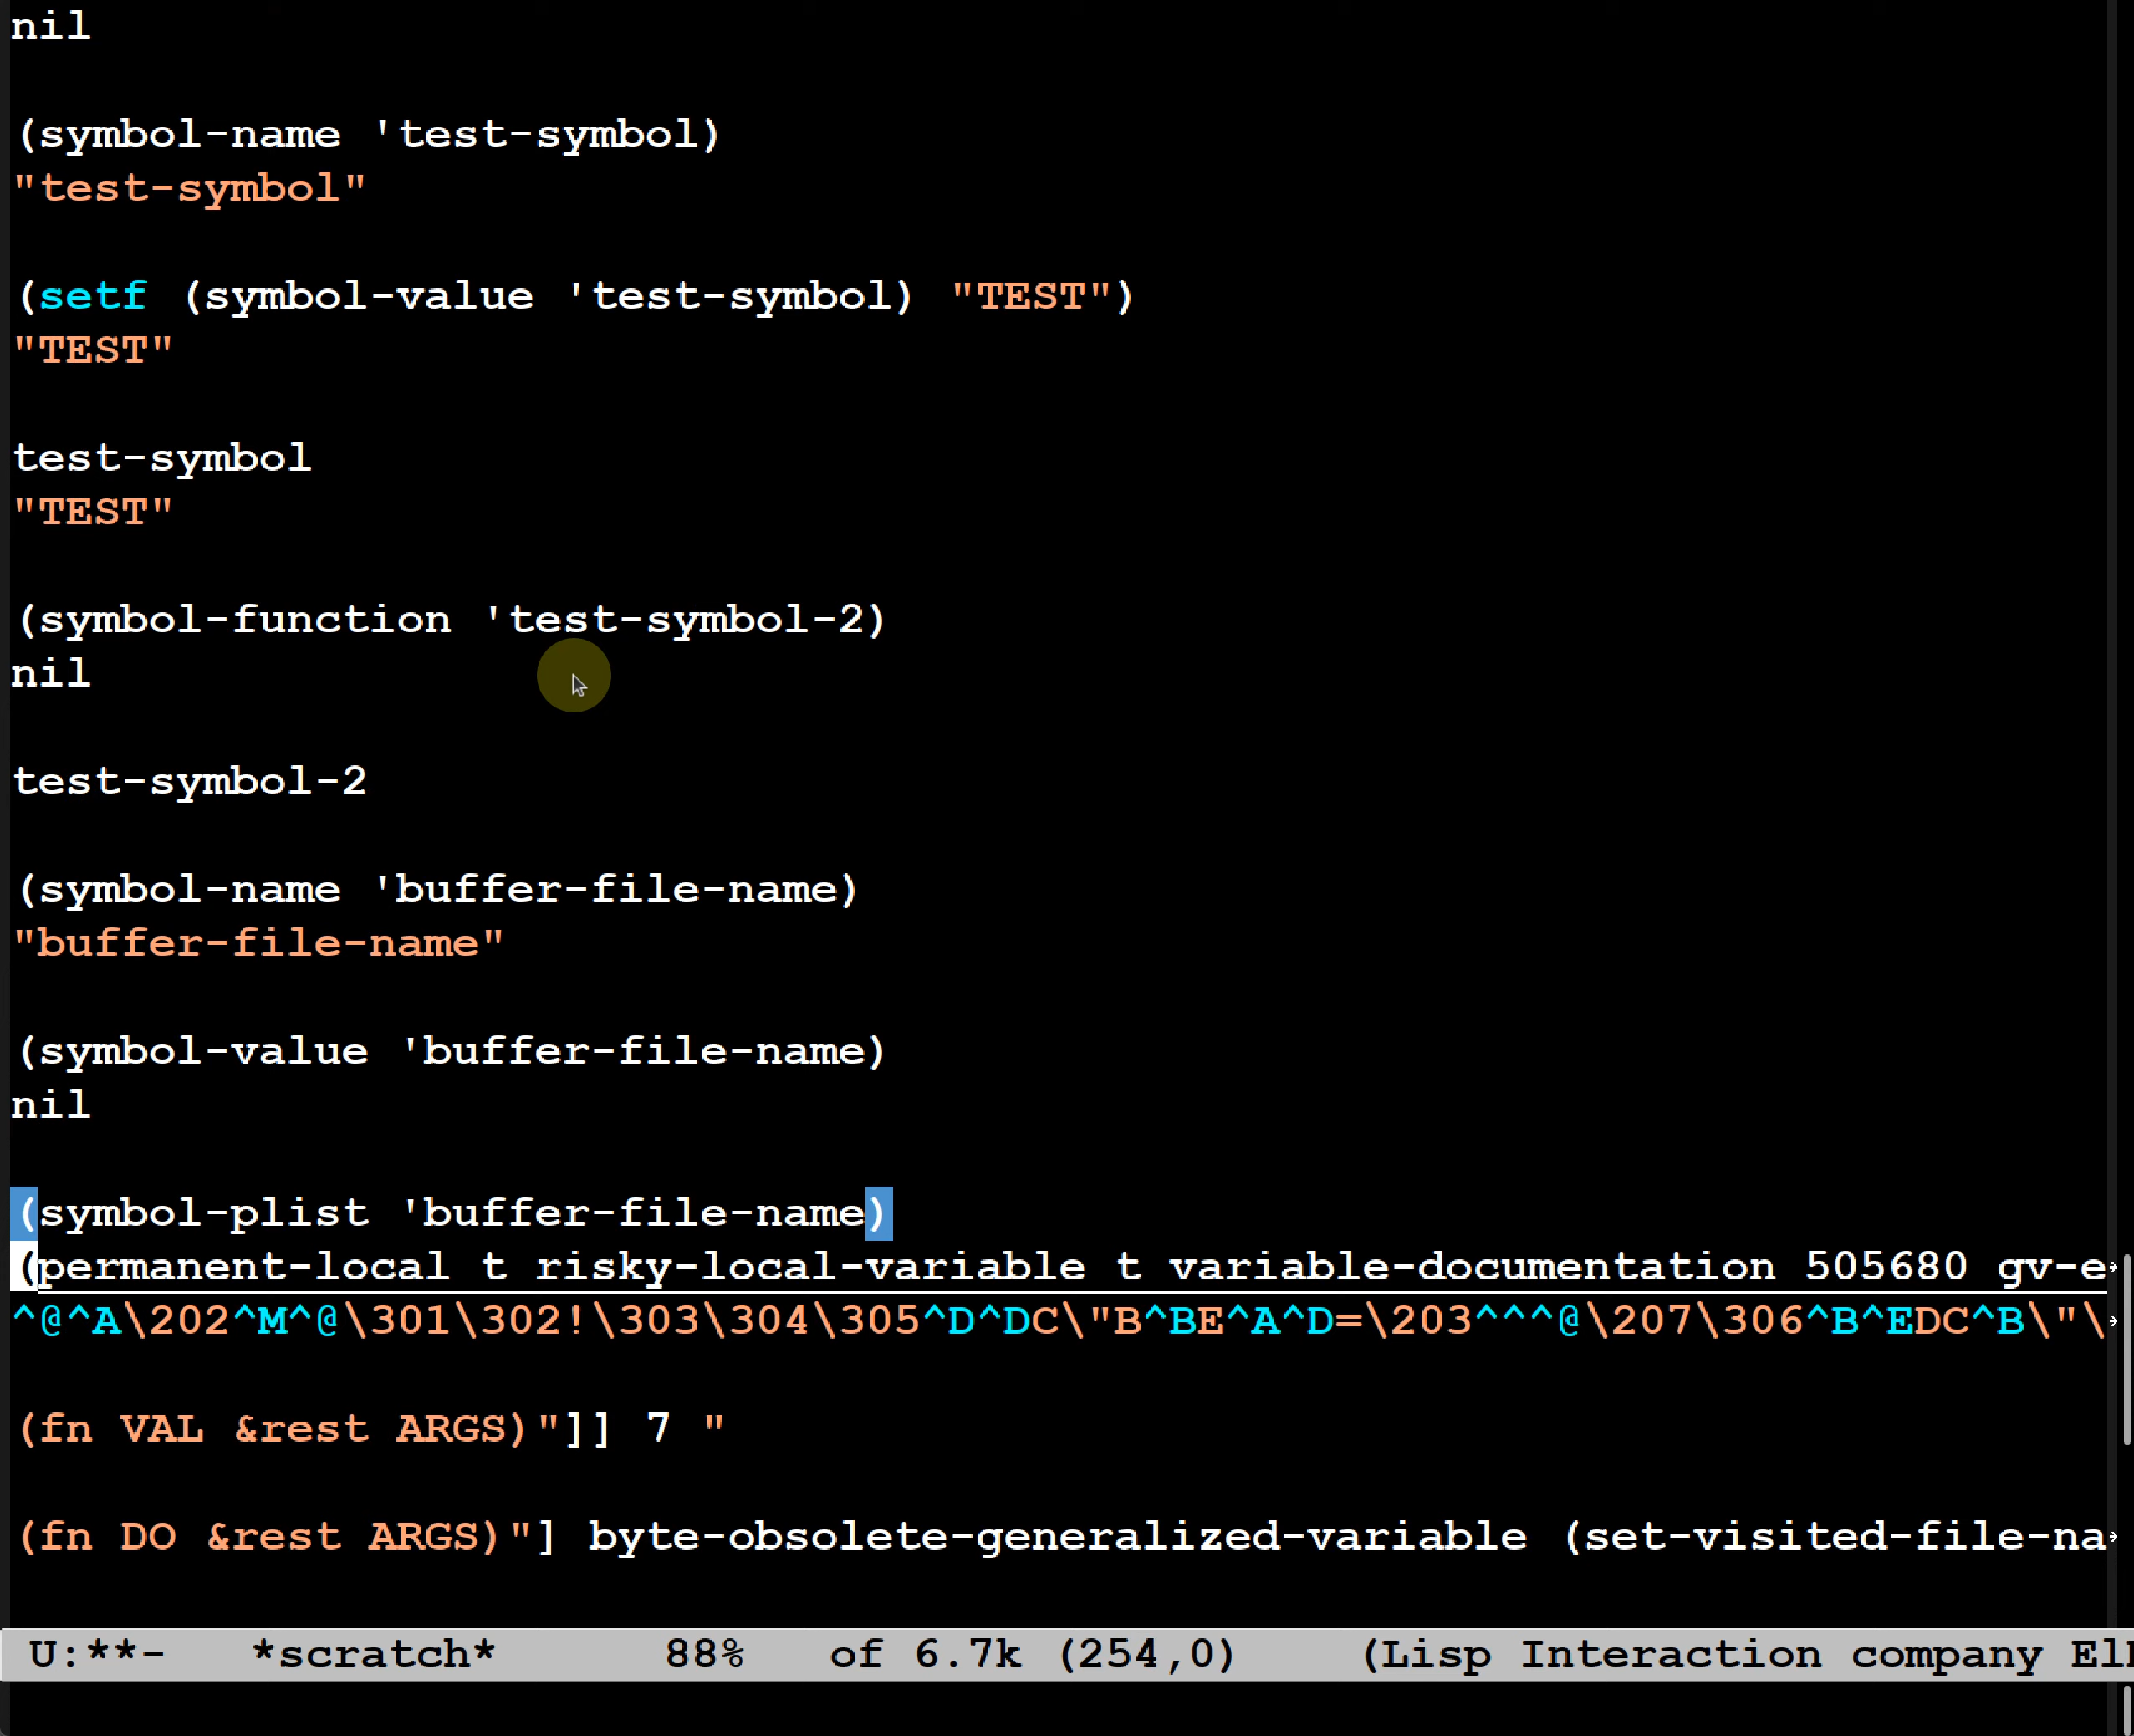 nil
(symbol-name 'test-symbol)
"test-symbol"
(setf (symbol-value 'test-symbol) "TEST")
"TEST"
test-symbol
"TEST"
(symbol-function 'test-symbol-2)
nil
test-symbol-2
(symbol-name 'buffer-file-name)
"buffer-file-name"
(symbol-value 'buffer-file-name)
nil
(symbol-plist 'buffer-file-name)
(permanent-local t risky-local-variable t variable-documentation 505680 gv-e
^@^A\202^M^@\301\302!\303\304\305^D^DC\"B^BE^A^D=\203^^^@\207\306^B^EDC^B\"\
(fn VAL &rest ARGS)"]] 7 "
(fn DO &rest ARGS)"] byte-obsolete-generalized-variable (set-visited-file-na
U:**- *scratch* 88% of 6.7k (254,0) (Lisp Interaction company El